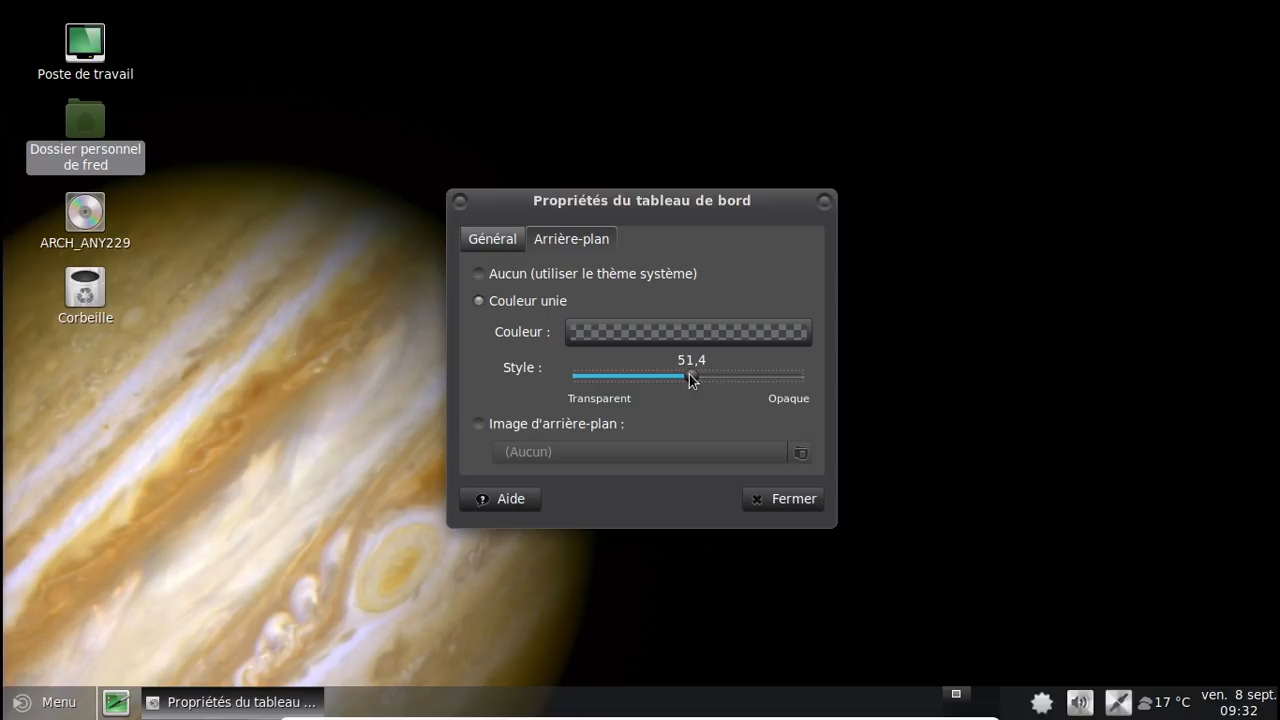 Poste de travail
Dossier personnel
de fred
ARCH_ANY229
Corbeille
Propriétés du tableau de bord
Général
Arrière-plan
Aucun (utiliser le thème système)
Couleur unie
Couleur :
51,4
Style :
Transparent
Opaque
Image d'arrière-plan :
(Aucun)
Aide
Fermer
Menu
Propriétés du tableau ...
17 °C
ven. 8 sept.
09:32